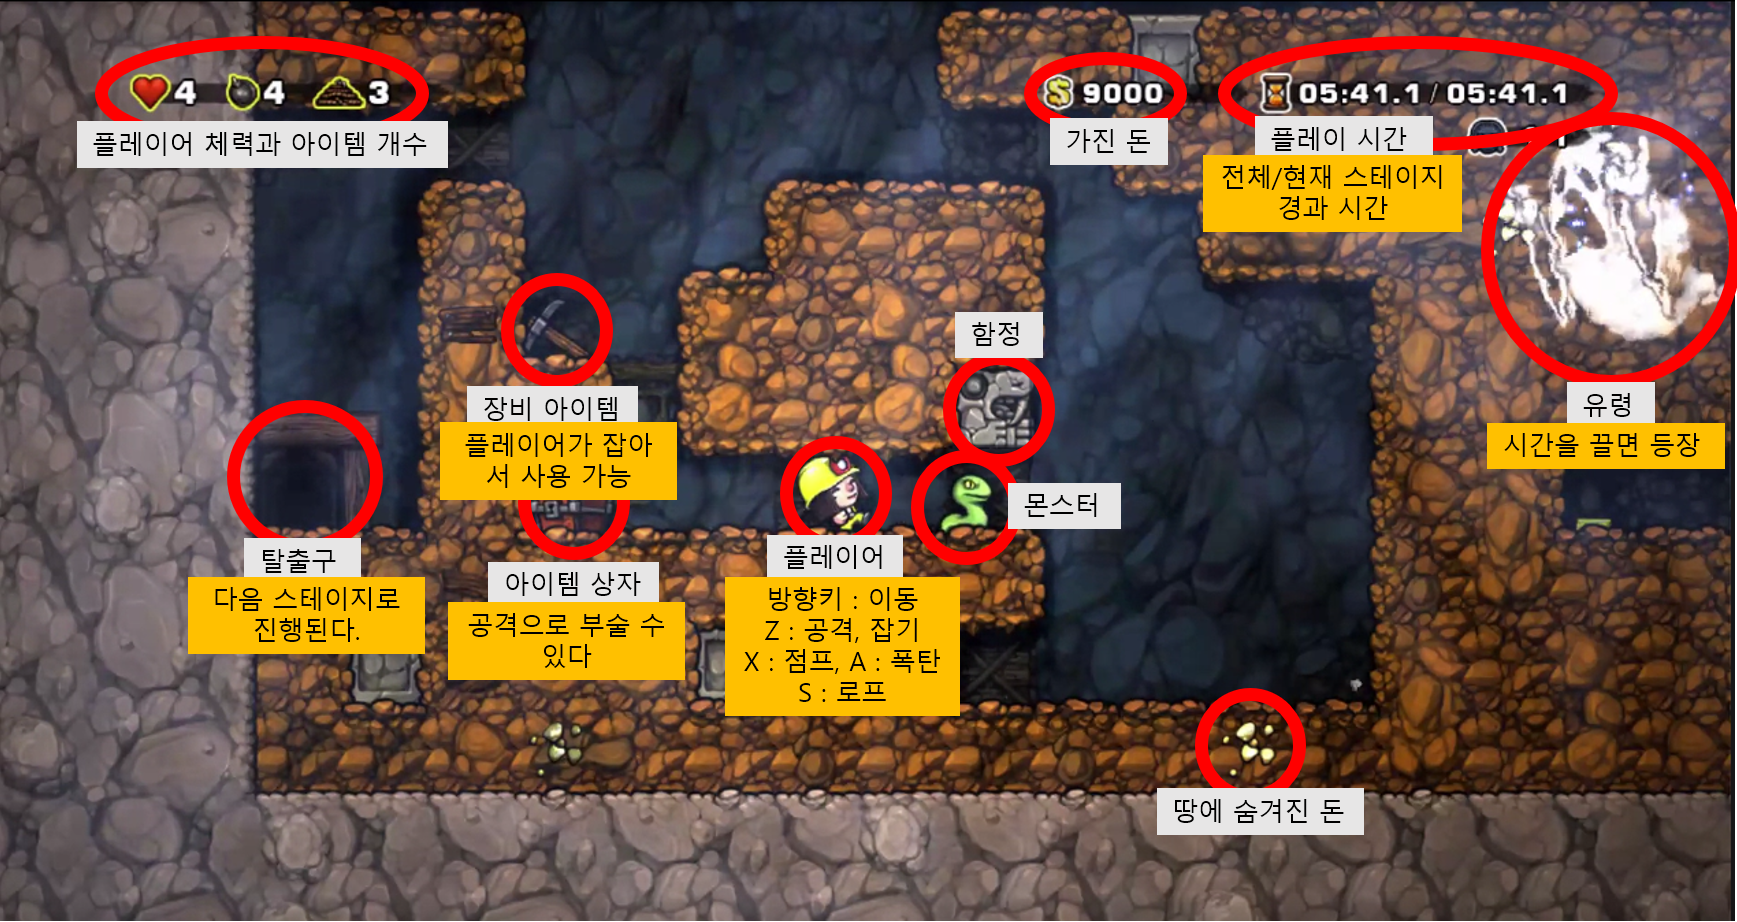 4 4 3
플레이어 체력과 아이템 개수
$ 9000
가진 돈
05:41.1 / 05:41.1
플레이 시간
전체/현재 스테이지
경과 시간
함정
장비 아이템
플레이어가 잡아
서 사용 가능
유령
시간을 끌면 등장
몬스터
탈출구
다음 스테이지로
진행된다.
아이템 상자
공격으로 부술 수
있다
플레이어
방향키 : 이동
Z : 공격, 잡기
X : 점프, A : 폭탄
S : 로프
땅에 숨겨진 돈